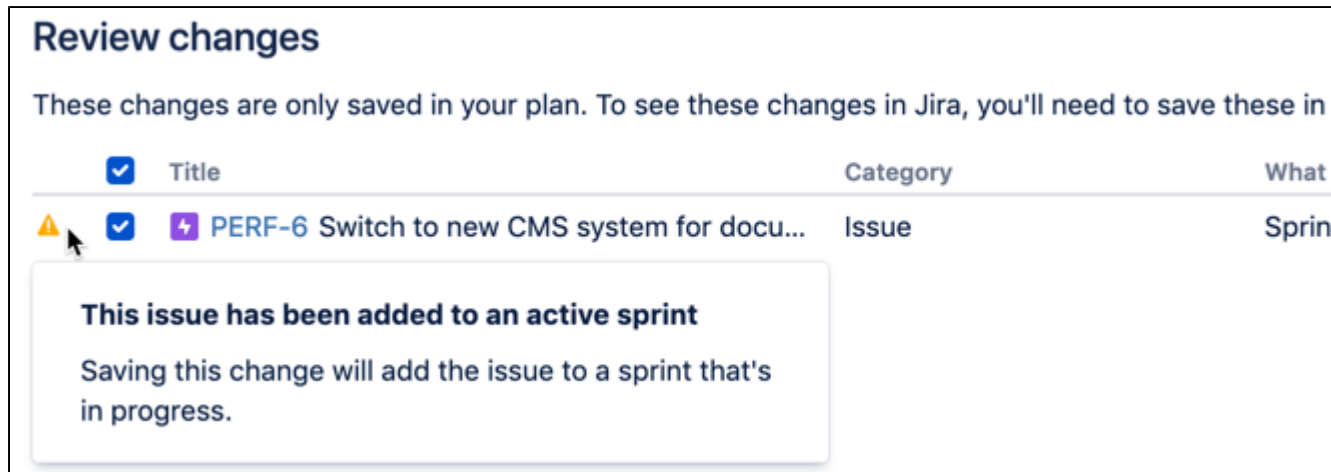 Review changes
These changes are only saved in your plan. To see these changes in Jira, you'll need to save these in
Title Category What
PERF-6 Switch to new CMS system for docu... Issue Sprin
This issue has been added to an active sprint
Saving this change will add the issue to a sprint that's
in progress.